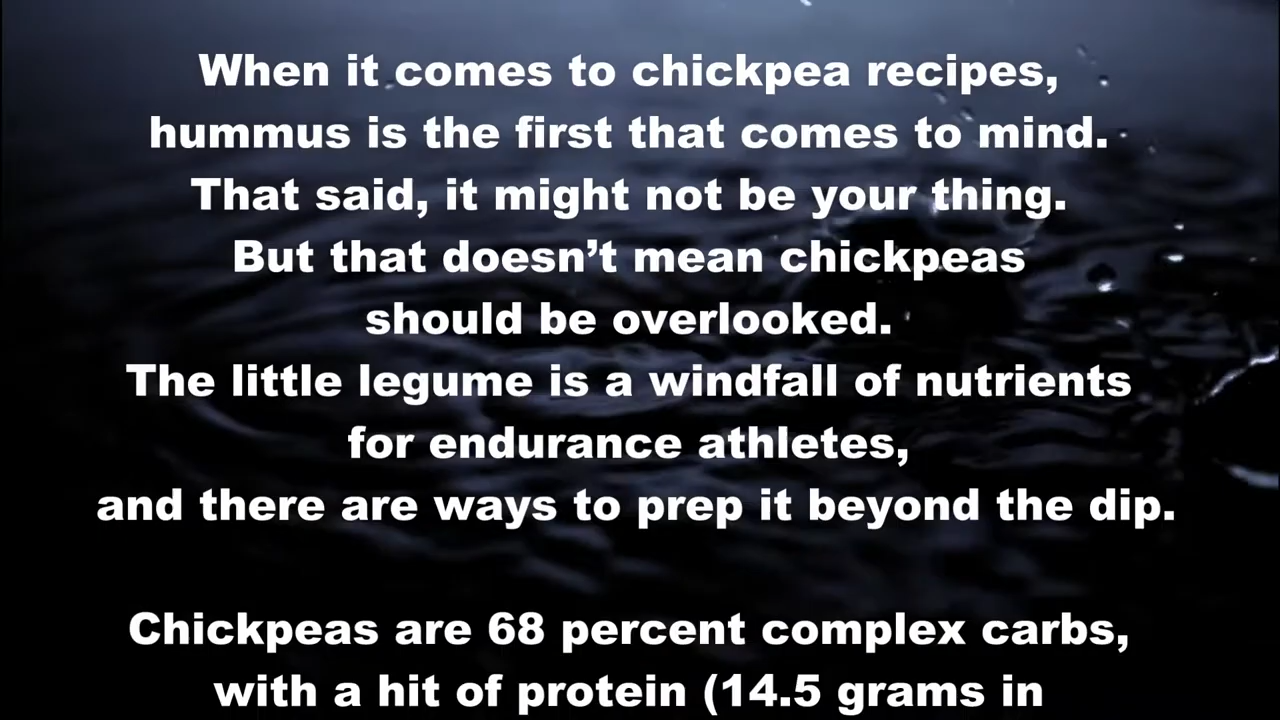 When it comes to chickpea recipes,
hummus is the first that comes to mind.
That said, it might not be your thing.
But that doesn’t mean chickpeas
should be overlooked.
The little legume is a windfall of nutrients
for endurance athletes,
and there are ways to prep it beyond the dip.
Chickpeas are 68 percent complex carbs,
with a hit of protein (14.5 grams in